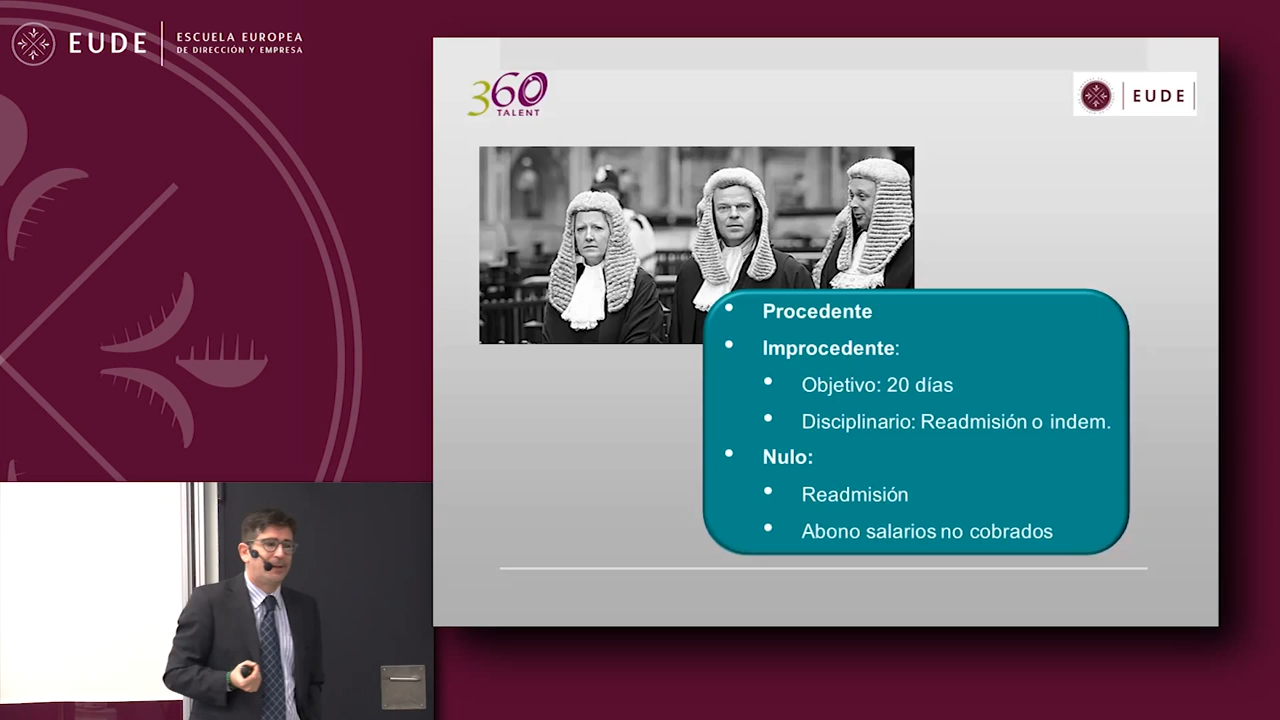 EUDE
ESCUELA EUROPEA
DE DIRECCIÓN Y EMPRESA
360
TALENT
EUDE
Procedente
Improcedente:
Objetivo: 20 días
Disciplinario: Readmisión o indem.
Nulo:
Readmisión
Abono salarios no cobrados